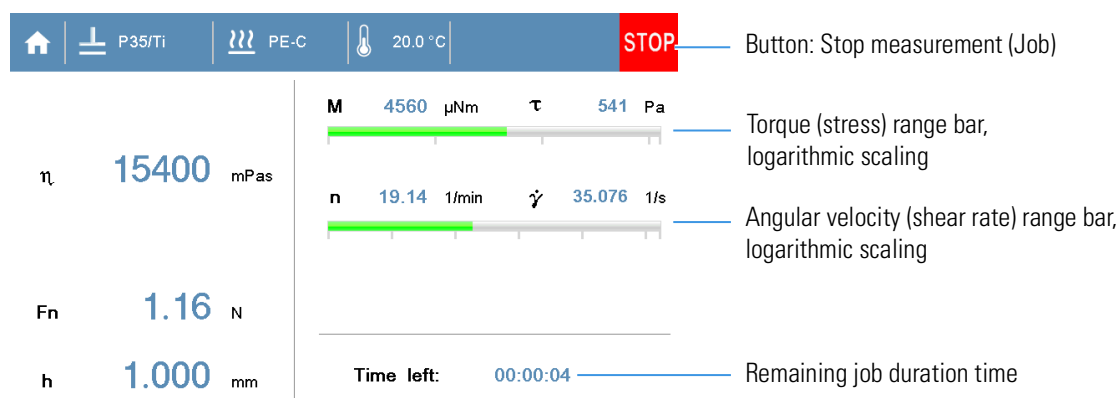 P35/Ti PE-C 20.0 °C STOP
Button: Stop measurement (Job)
M 4560 µNm τ 541 Pa
Torque (stress) range bar,
logarithmic scaling
η 15400 mPas
n 19.14 1/min γ̇ 35.076 1/s
Angular velocity (shear rate) range bar,
logarithmic scaling
Fn 1.16 N
h 1.000 mm
Time left: 00:00:04
Remaining job duration time